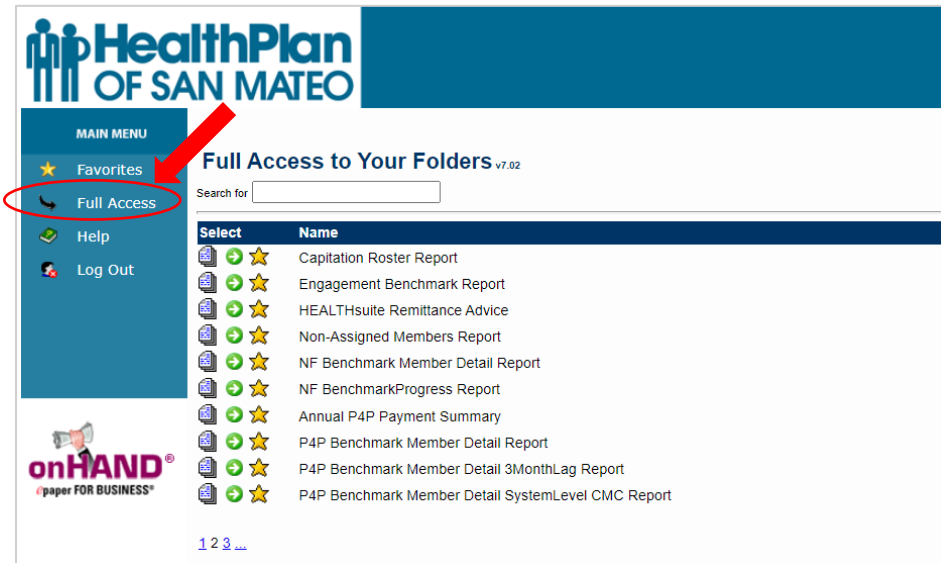 HealthPlan
OF SAN MATEO
MAIN MENU
Favorites
Full Access
Help
Log Out
Full Access to Your Folders v7.02
Search for
Select Name
Capitation Roster Report
Engagement Benchmark Report
HEALTHsuite Remittance Advice
Non-Assigned Members Report
NF Benchmark Member Detail Report
NF BenchmarkProgress Report
Annual P4P Payment Summary
P4P Benchmark Member Detail Report
P4P Benchmark Member Detail 3MonthLag Report
P4P Benchmark Member Detail SystemLevel CMC Report
onHAND®
epaper FOR BUSINESS®
1 2 3 ...